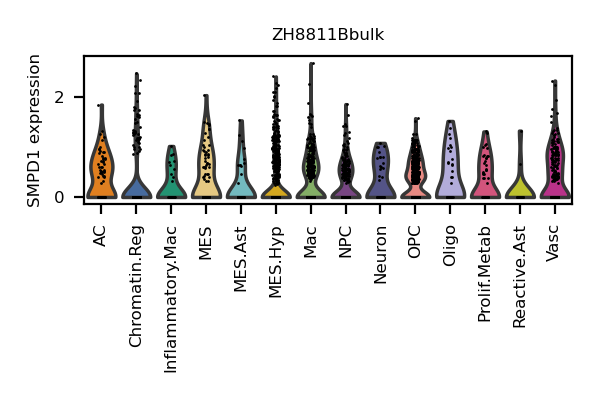 ZH8811Bbulk
SMPD1 expression
2
0
AC
Chromatin.Reg
Inflammatory.Mac
MES
MES.Ast
MES.Hyp
Mac
NPC
Neuron
OPC
Oligo
Prolif.Metab
Reactive.Ast
Vasc